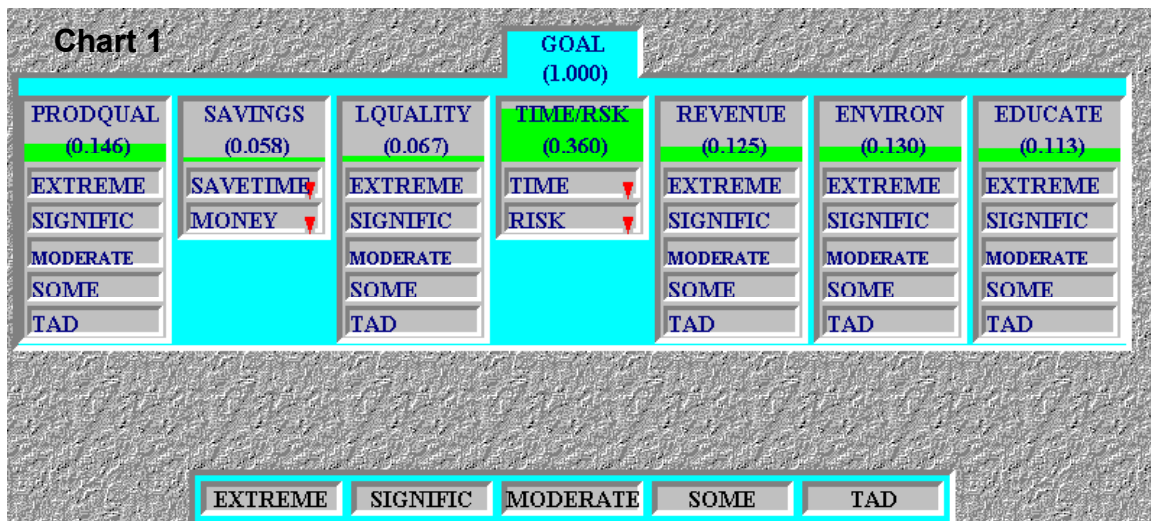 Chart 1
GOAL
(1.000)
PRODQUAL SAVINGS LQUALITY TIME/RSK REVENUE ENVIRON EDUCATE
(0.146) (0.058) (0.067) (0.360) (0.125) (0.130) (0.113)
EXTREME SAVETIME EXTREME TIME EXTREME EXTREME EXTREME
SIGNIFIC MONEY SIGNIFIC RISK SIGNIFIC SIGNIFIC SIGNIFIC
MODERATE MODERATE MODERATE MODERATE MODERATE
SOME SOME SOME SOME SOME
TAD TAD TAD TAD TAD
EXTREME SIGNIFIC MODERATE SOME TAD